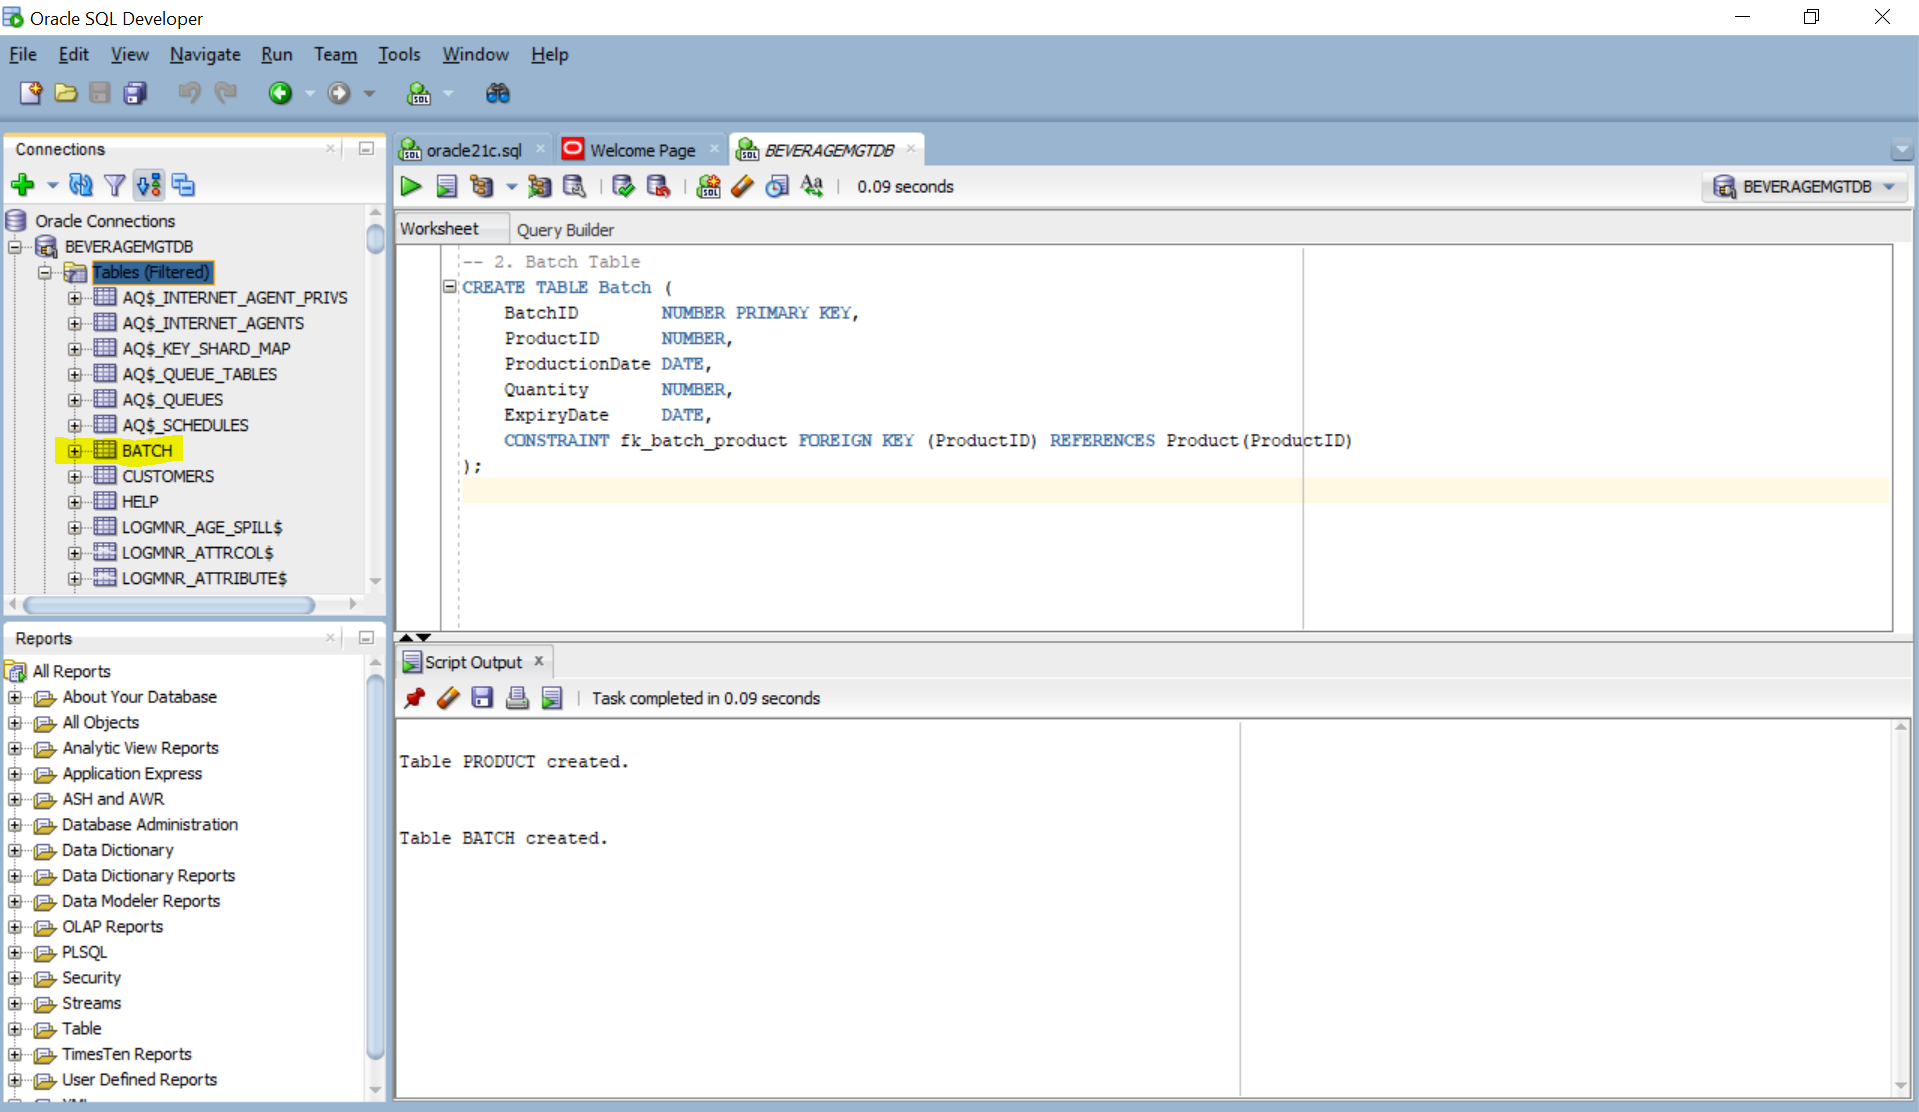 Oracle SQL Developer
File Edit View Navigate Run Team Tools Window Help
Connections
Oracle Connections
BEVERAGEMGTDB
Tables (Filtered)
AQ$_INTERNET_AGENT_PRIVS
AQ$_INTERNET_AGENTS
AQ$_KEY_SHARD_MAP
AQ$_QUEUE_TABLES
AQ$_QUEUES
AQ$_SCHEDULES
BATCH
CUSTOMERS
HELP
LOGMNR_AGE_SPILL$
LOGMNR_ATTRCOL$
LOGMNR_ATTRIBUTE$
Reports
All Reports
About Your Database
All Objects
Analytic View Reports
Application Express
ASH and AWR
Database Administration
Data Dictionary
Data Dictionary Reports
Data Modeler Reports
OLAP Reports
PLSQL
Security
Streams
Table
TimesTen Reports
User Defined Reports
oracle21c.sql Welcome Page BEVERAGEMGTDB
0.09 seconds BEVERAGEMGTDB
Worksheet Query Builder
-- 2. Batch Table
CREATE TABLE Batch (
BatchID NUMBER PRIMARY KEY,
ProductID NUMBER,
ProductionDate DATE,
Quantity NUMBER,
ExpiryDate DATE,
CONSTRAINT fk_batch_product FOREIGN KEY (ProductID) REFERENCES Product(ProductID)
);
Script Output
Task completed in 0.09 seconds
Table PRODUCT created.
Table BATCH created.